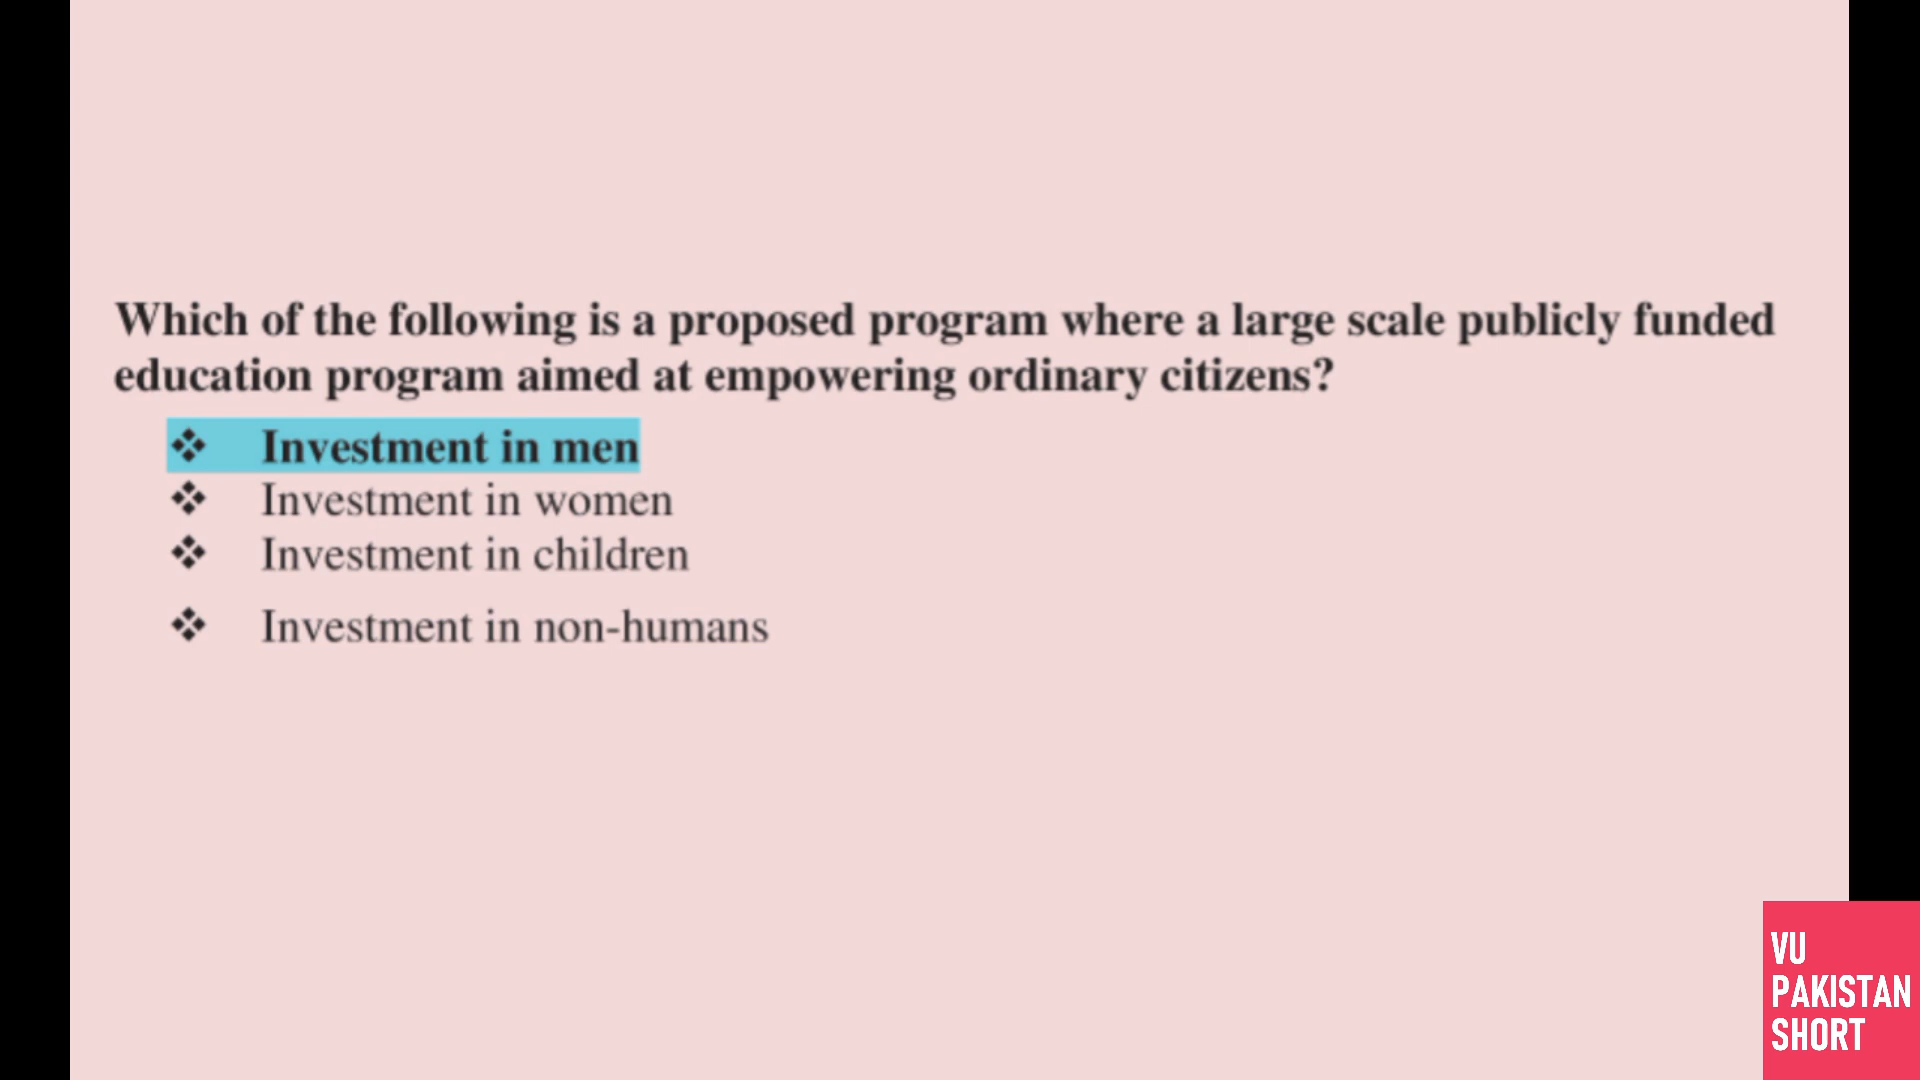 Which of the following is a proposed program where a large scale publicly funded
education program aimed at empowering ordinary citizens?
❖ Investment in men
❖ Investment in women
❖ Investment in children
❖ Investment in non-humans
VU
PAKISTAN
SHORT